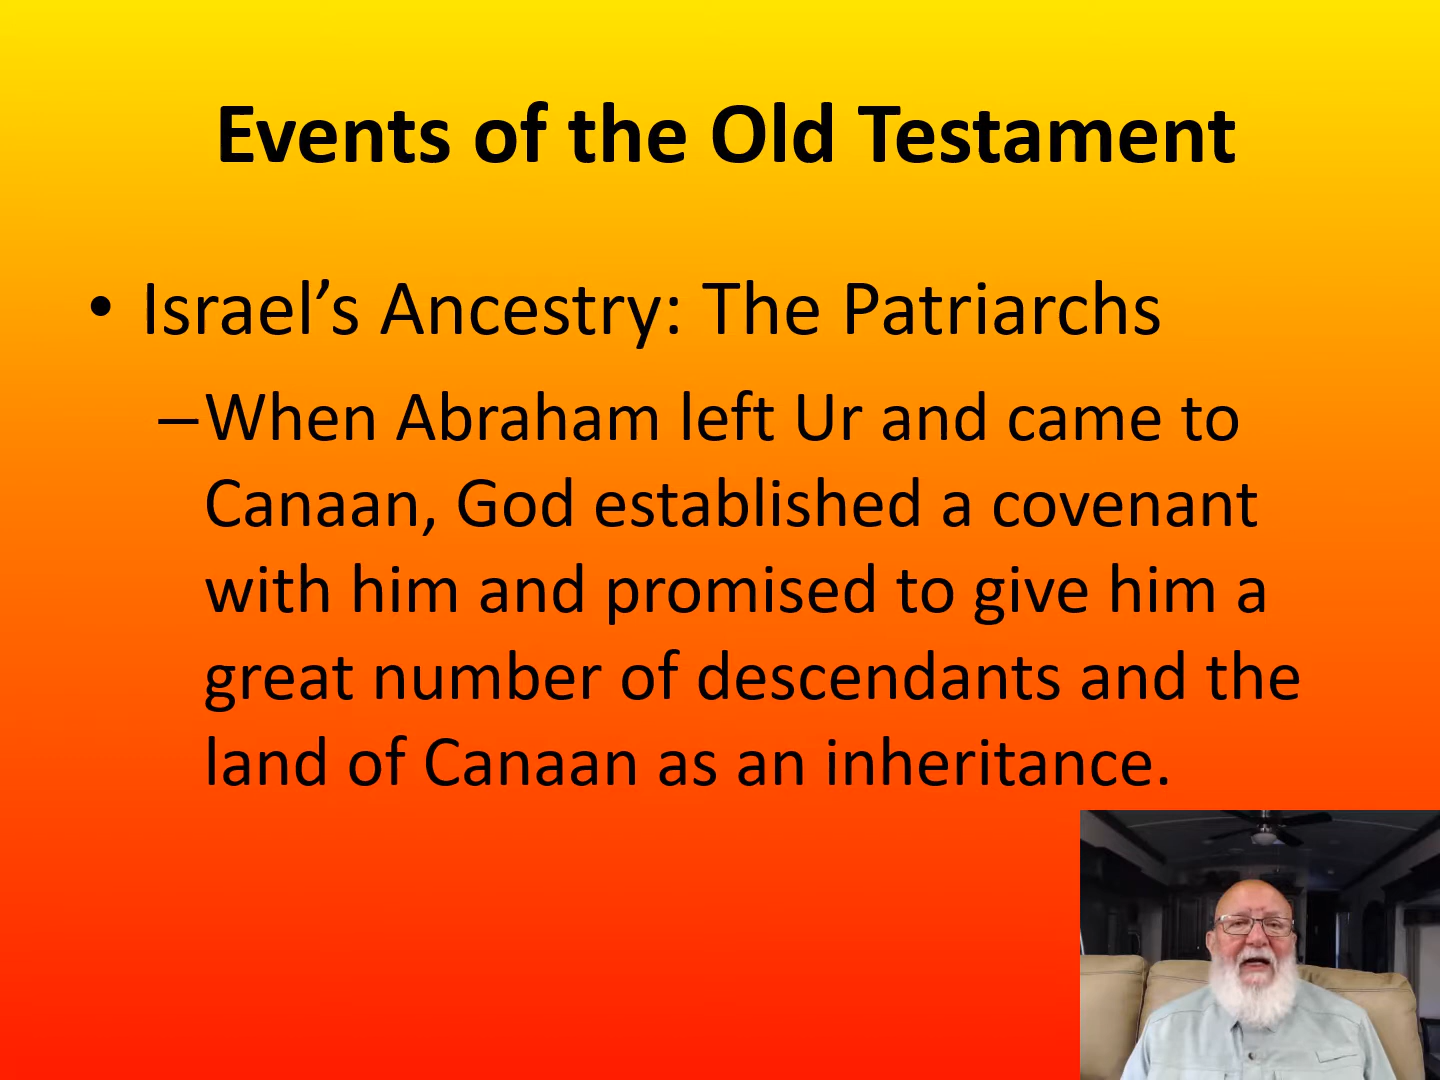 Events of the Old Testament
• Israel’s Ancestry: The Patriarchs
–When Abraham left Ur and came to
Canaan, God established a covenant
with him and promised to give him a
great number of descendants and the
land of Canaan as an inheritance.